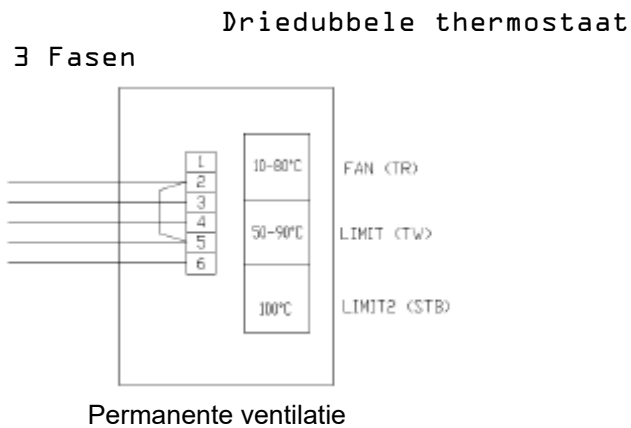 Driedubbele thermostaat
3 Fasen
1
2
3
4
5
6
10-80°C
FAN (TR)
50-90°C
LIMIT (TW)
100°C
LIMIT2 (STB)
Permanente ventilatie